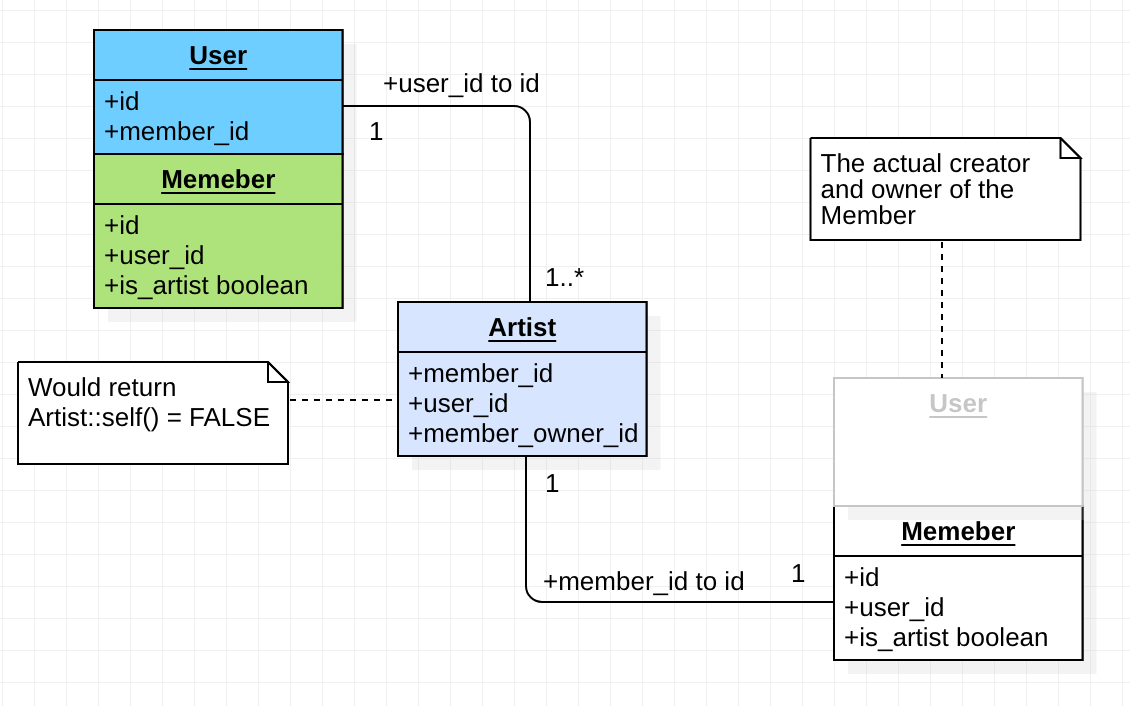 User
+id
+member_id
Memeber
+id
+user_id
+is_artist boolean
+user_id to id
1
1..*
The actual creator
and owner of the
Member
Artist
+member_id
+user_id
+member_owner_id
Would return
Artist::self() = FALSE
1
+member_id to id
1
User
Memeber
+id
+user_id
+is_artist boolean